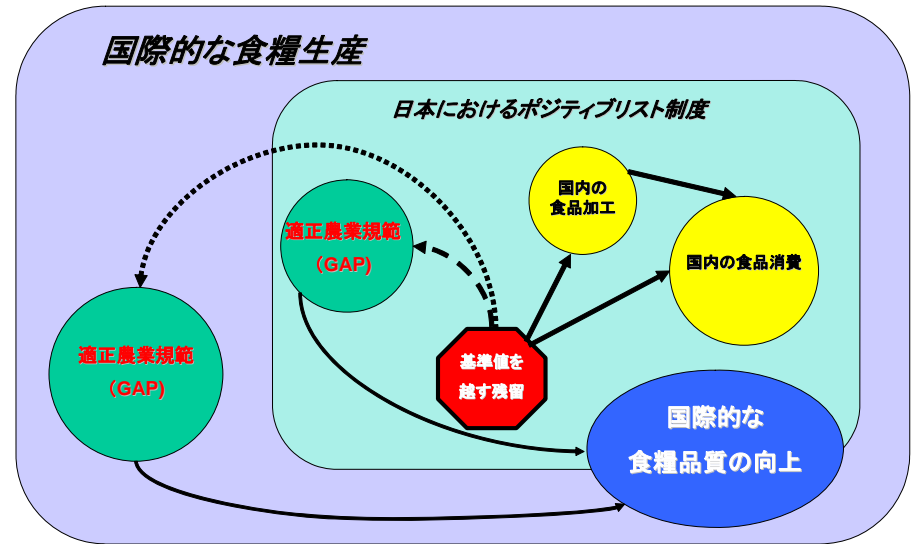 国際的な食糧生産
日本におけるポジティブリスト制度
国内の
食品加工
適正農業規範
（GAP)
国内の食品消費
適正農業規範
（GAP)
基準値を
越す残留
国際的な
食糧品質の向上